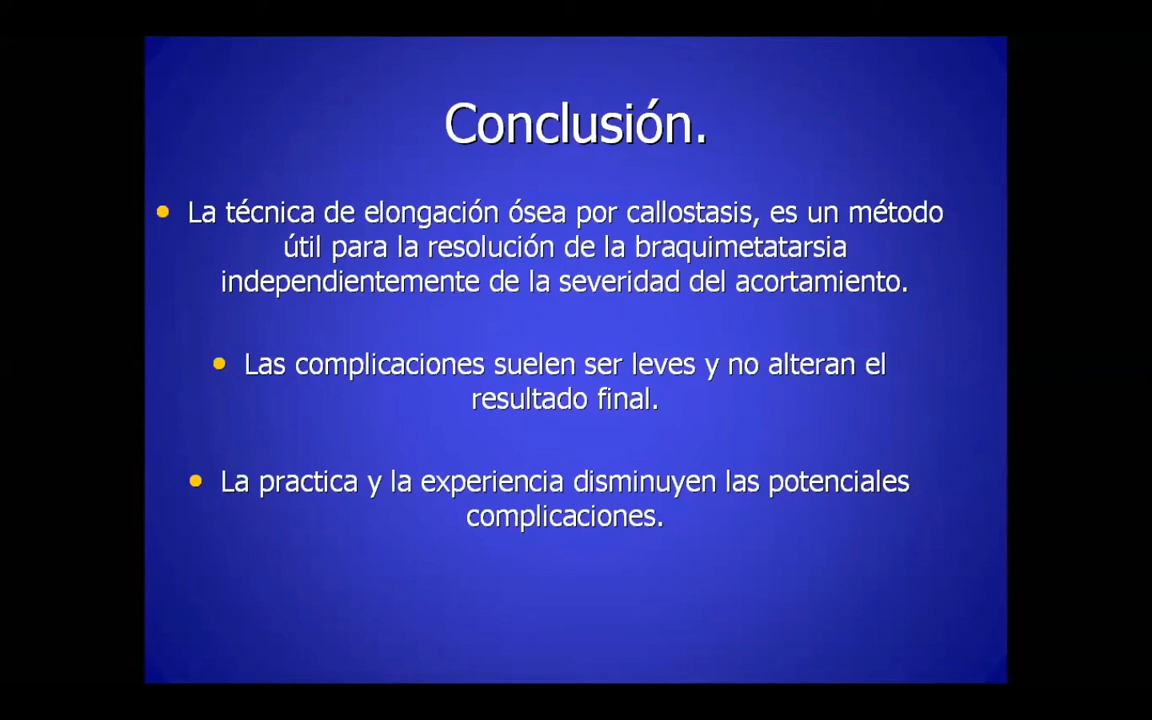 Conclusión.
• La técnica de elongación ósea por callostasis, es un método
útil para la resolución de la braquimetatarsia
independientemente de la severidad del acortamiento.
• Las complicaciones suelen ser leves y no alteran el
resultado final.
• La practica y la experiencia disminuyen las potenciales
complicaciones.